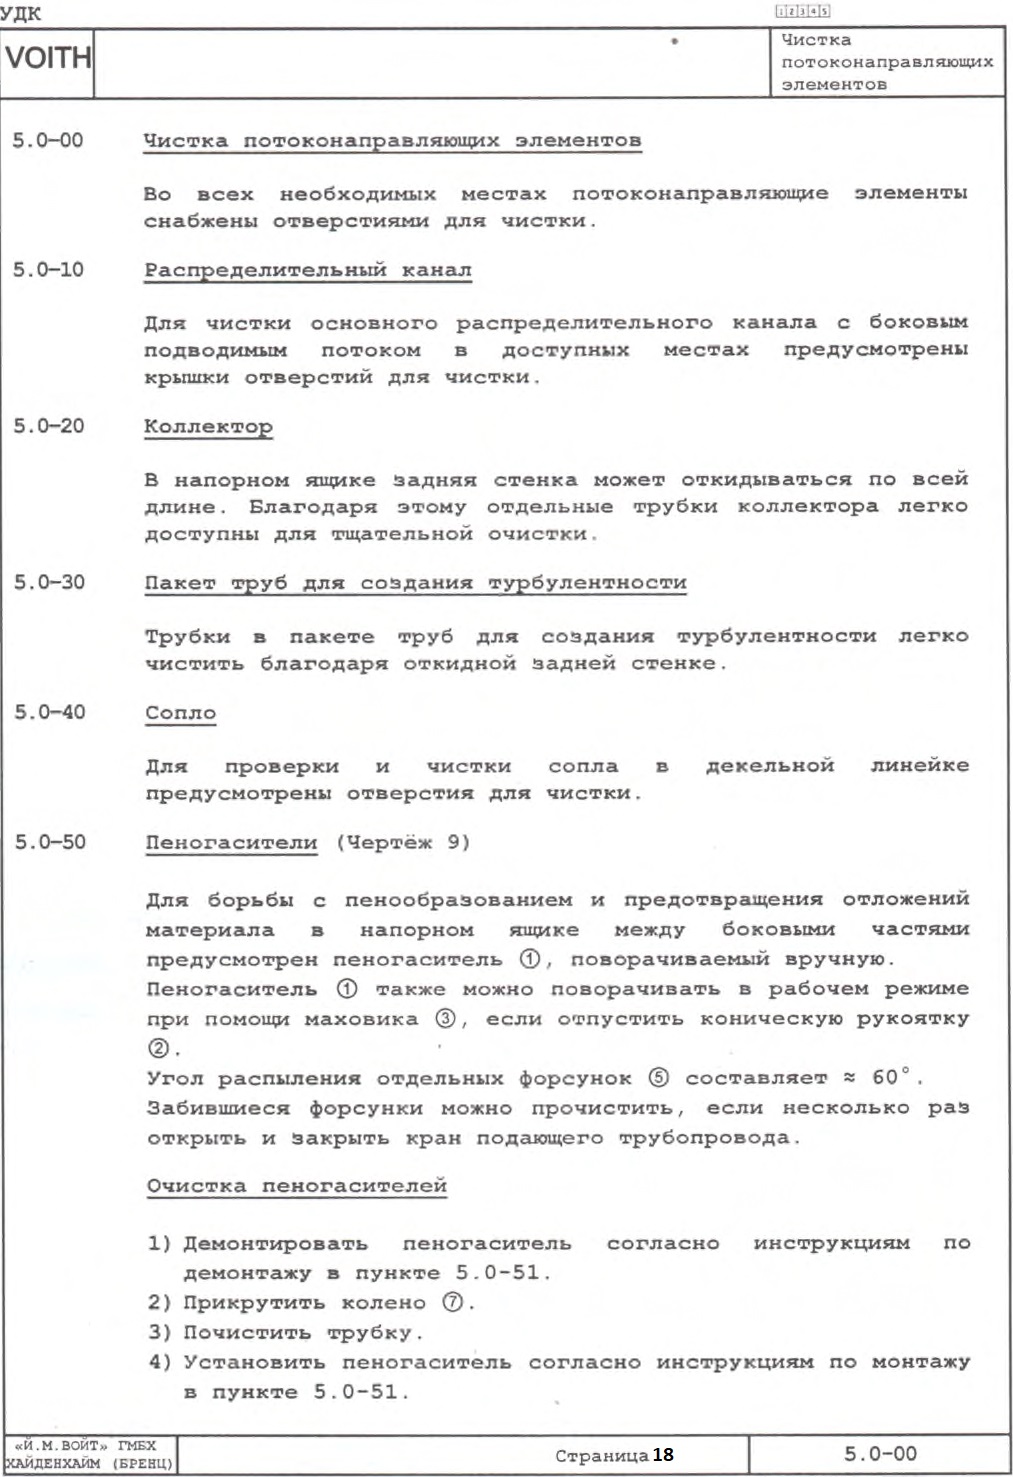 УДК
1 2 3 4 5
VOITH
Чистка
потоконаправляющих
элементов
5.0-00 Чистка потоконаправляющих элементов
Во всех необходимых местах потоконаправляющие элементы
снабжены отверстиями для чистки.
5.0-10 Распределительный канал
Для чистки основного распределительного канала с боковым
подводимым потоком в доступных местах предусмотрены
крышки отверстий для чистки.
5.0-20 Коллектор
В напорном ящике задняя стенка может откидываться по всей
длине. Благодаря этому отдельные трубки коллектора легко
доступны для тщательной очистки.
5.0-30 Пакет труб для создания турбулентности
Трубки в пакете труб для создания турбулентности легко
чистить благодаря откидной задней стенке.
5.0-40 Сопло
Для проверки и чистки сопла в декельной линейке
предусмотрены отверстия для чистки.
5.0-50 Пеногасители (Чертёж 9)
Для борьбы с пенообразованием и предотвращения отложений
материала в напорном ящике между боковыми частями
предусмотрен пеногаситель ①, поворачиваемый вручную.
Пеногаситель ① также можно поворачивать в рабочем режиме
при помощи маховика ③, если отпустить коническую рукоятку
②.
Угол распыления отдельных форсунок ⑤ составляет ≈ 60°.
Забившиеся форсунки можно прочистить, если несколько раз
открыть и закрыть кран подающего трубопровода.
Очистка пеногасителей
1) Демонтировать пеногаситель согласно инструкциям по
демонтажу в пункте 5.0-51.
2) Прикрутить колено ⑦.
3) Почистить трубку.
4) Установить пеногаситель согласно инструкциям по монтажу
в пункте 5.0-51.
«Й.М.ВОЙТ» ГМБХ
ХАЙДЕНХАЙМ (БРЕНЦ)
Страница 18
5.0-00